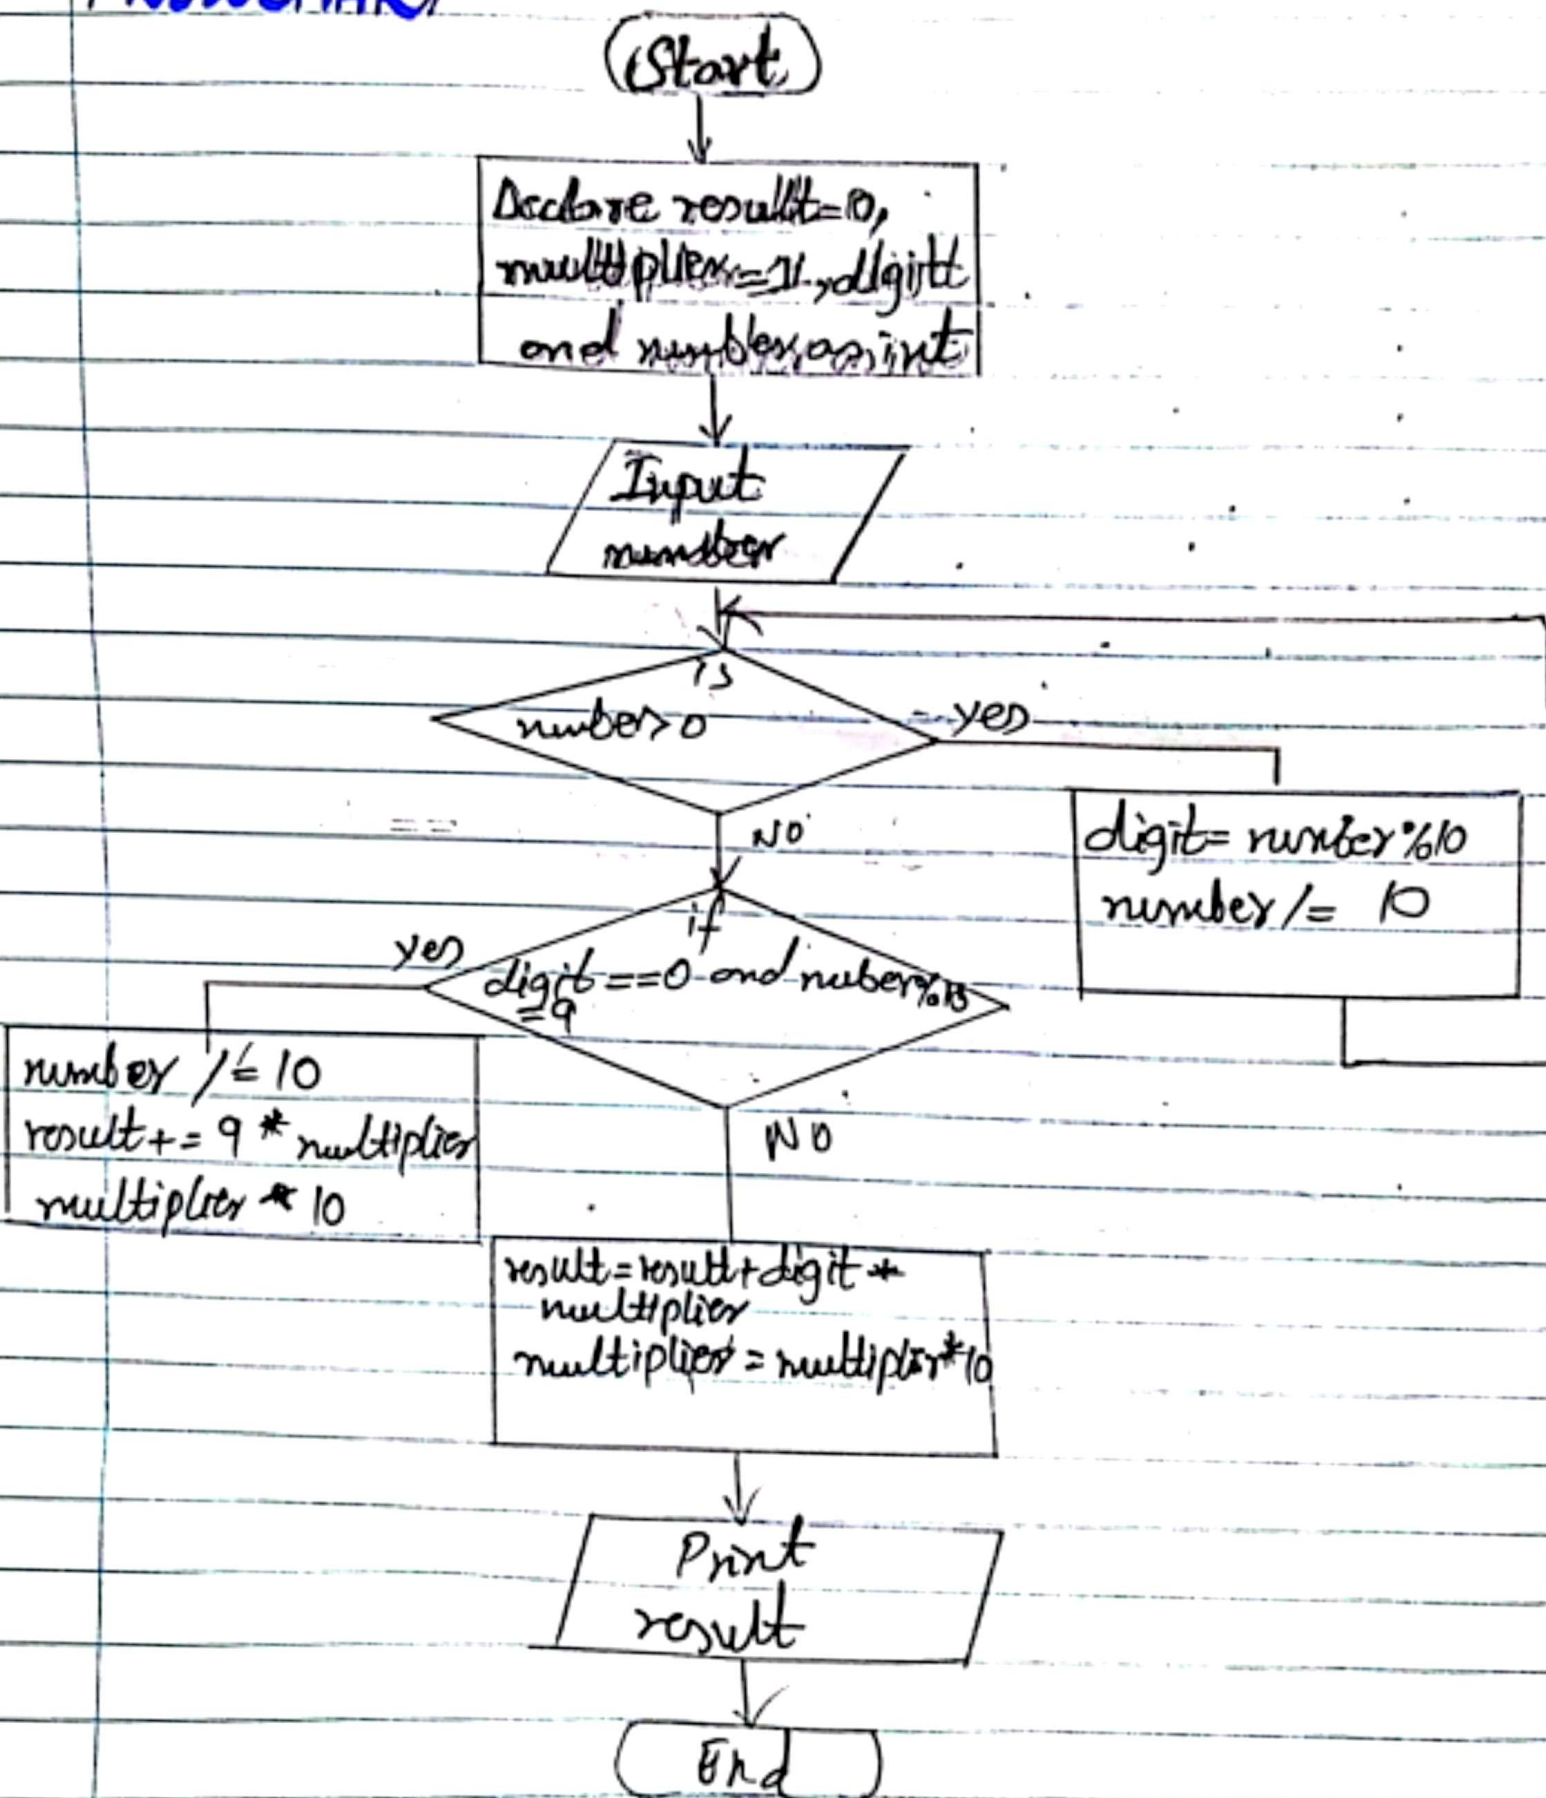 Start
Declare result=0,
multiplier=1, digit
and number as int
Input
number
is
number>0
yes
NO
digit= number%10
number/= 10
if
digit==0 and nuber%
=9
yes
number /= 10
result+= 9 * multiplier
multiplier * 10
NO
result=result+digit *
multiplier
multiplier = multiplier*10
Print
result
End